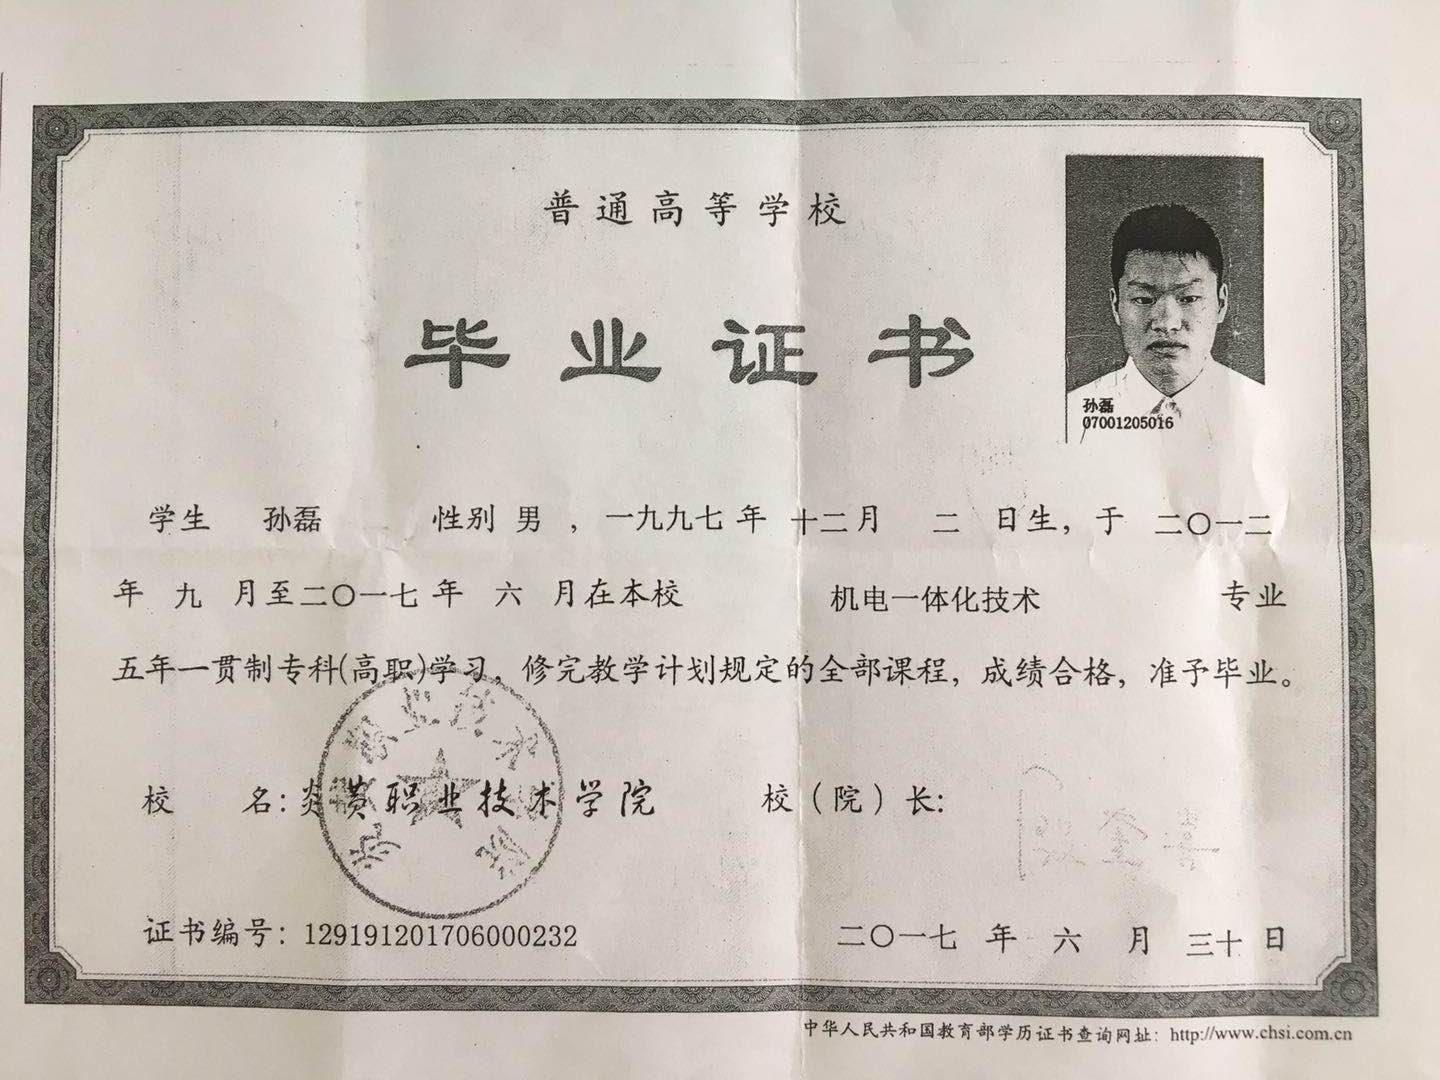 普通高等学校
毕业证书
孙磊
07001205016
学生 孙磊 性别 男 ，一九九七 年 十二月 二 日生，于 二〇一二
年 九 月至二〇一七 年 六 月在本校 机电一体化技术 专业
五年一贯制专科(高职)学习，修完教学计划规定的全部课程，成绩合格，准予毕业。
校 名：炎黄职业技术学院 校（院）长：
证书编号：129191201706000232 二〇一七 年 六 月 三十 日
中华人民共和国教育部学历证书查询网址：http://www.chsi.com.cn